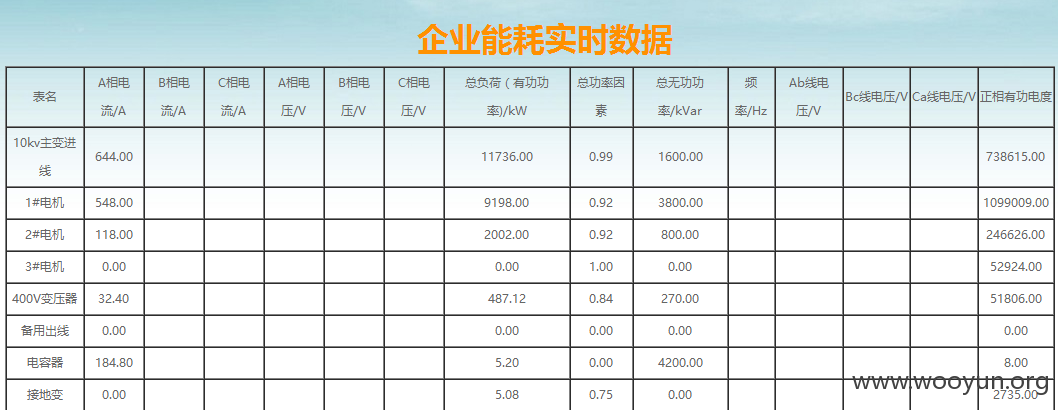 企业能耗实时数据
表名 A相电流/A B相电流/A C相电流/A A相电压/V B相电压/V C相电压/V 总负荷（有功功率)/kW 总功率因素 总无功功率/kVar 频率/Hz Ab线电压/V Bc线电压/V Ca线电压/V 正相有功电度
10kv主变进线 644.00 11736.00 0.99 1600.00 738615.00
1#电机 548.00 9198.00 0.92 3800.00 1099009.00
2#电机 118.00 2002.00 0.92 800.00 246626.00
3#电机 0.00 0.00 1.00 0.00 52924.00
400V变压器 32.40 487.12 0.84 270.00 51806.00
备用出线 0.00 0.00 0.00 0.00 0.00
电容器 184.80 5.20 0.00 4200.00 8.00
接地变 0.00 5.08 0.75 0.00 2735.00
www.wooyun.org